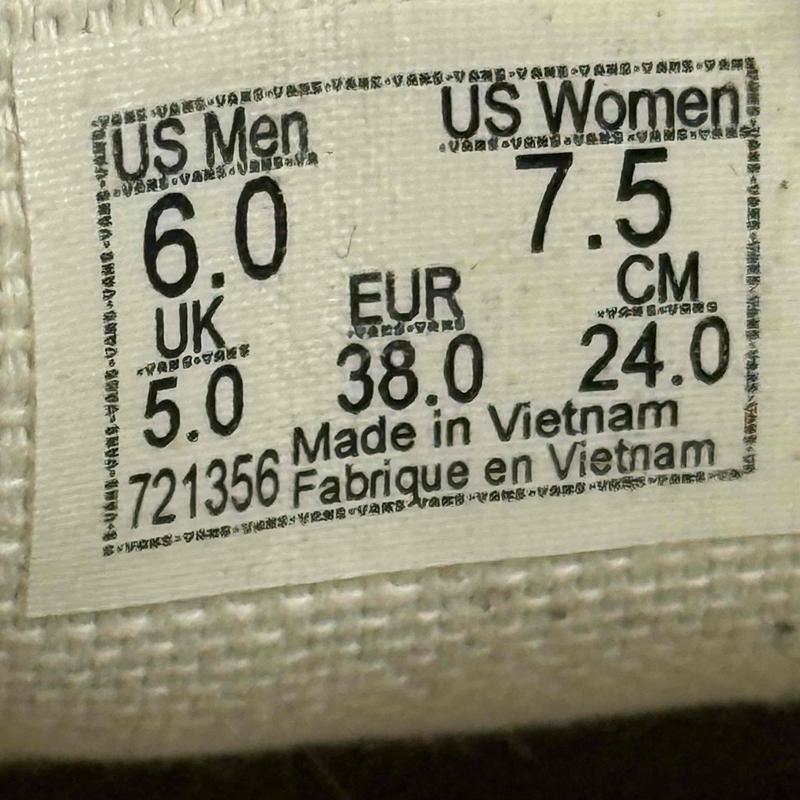 US Men US Women
6.0 7.5
UK EUR CM
5.0 38.0 24.0
Made in Vietnam
721356 Fabrique en Vietnam